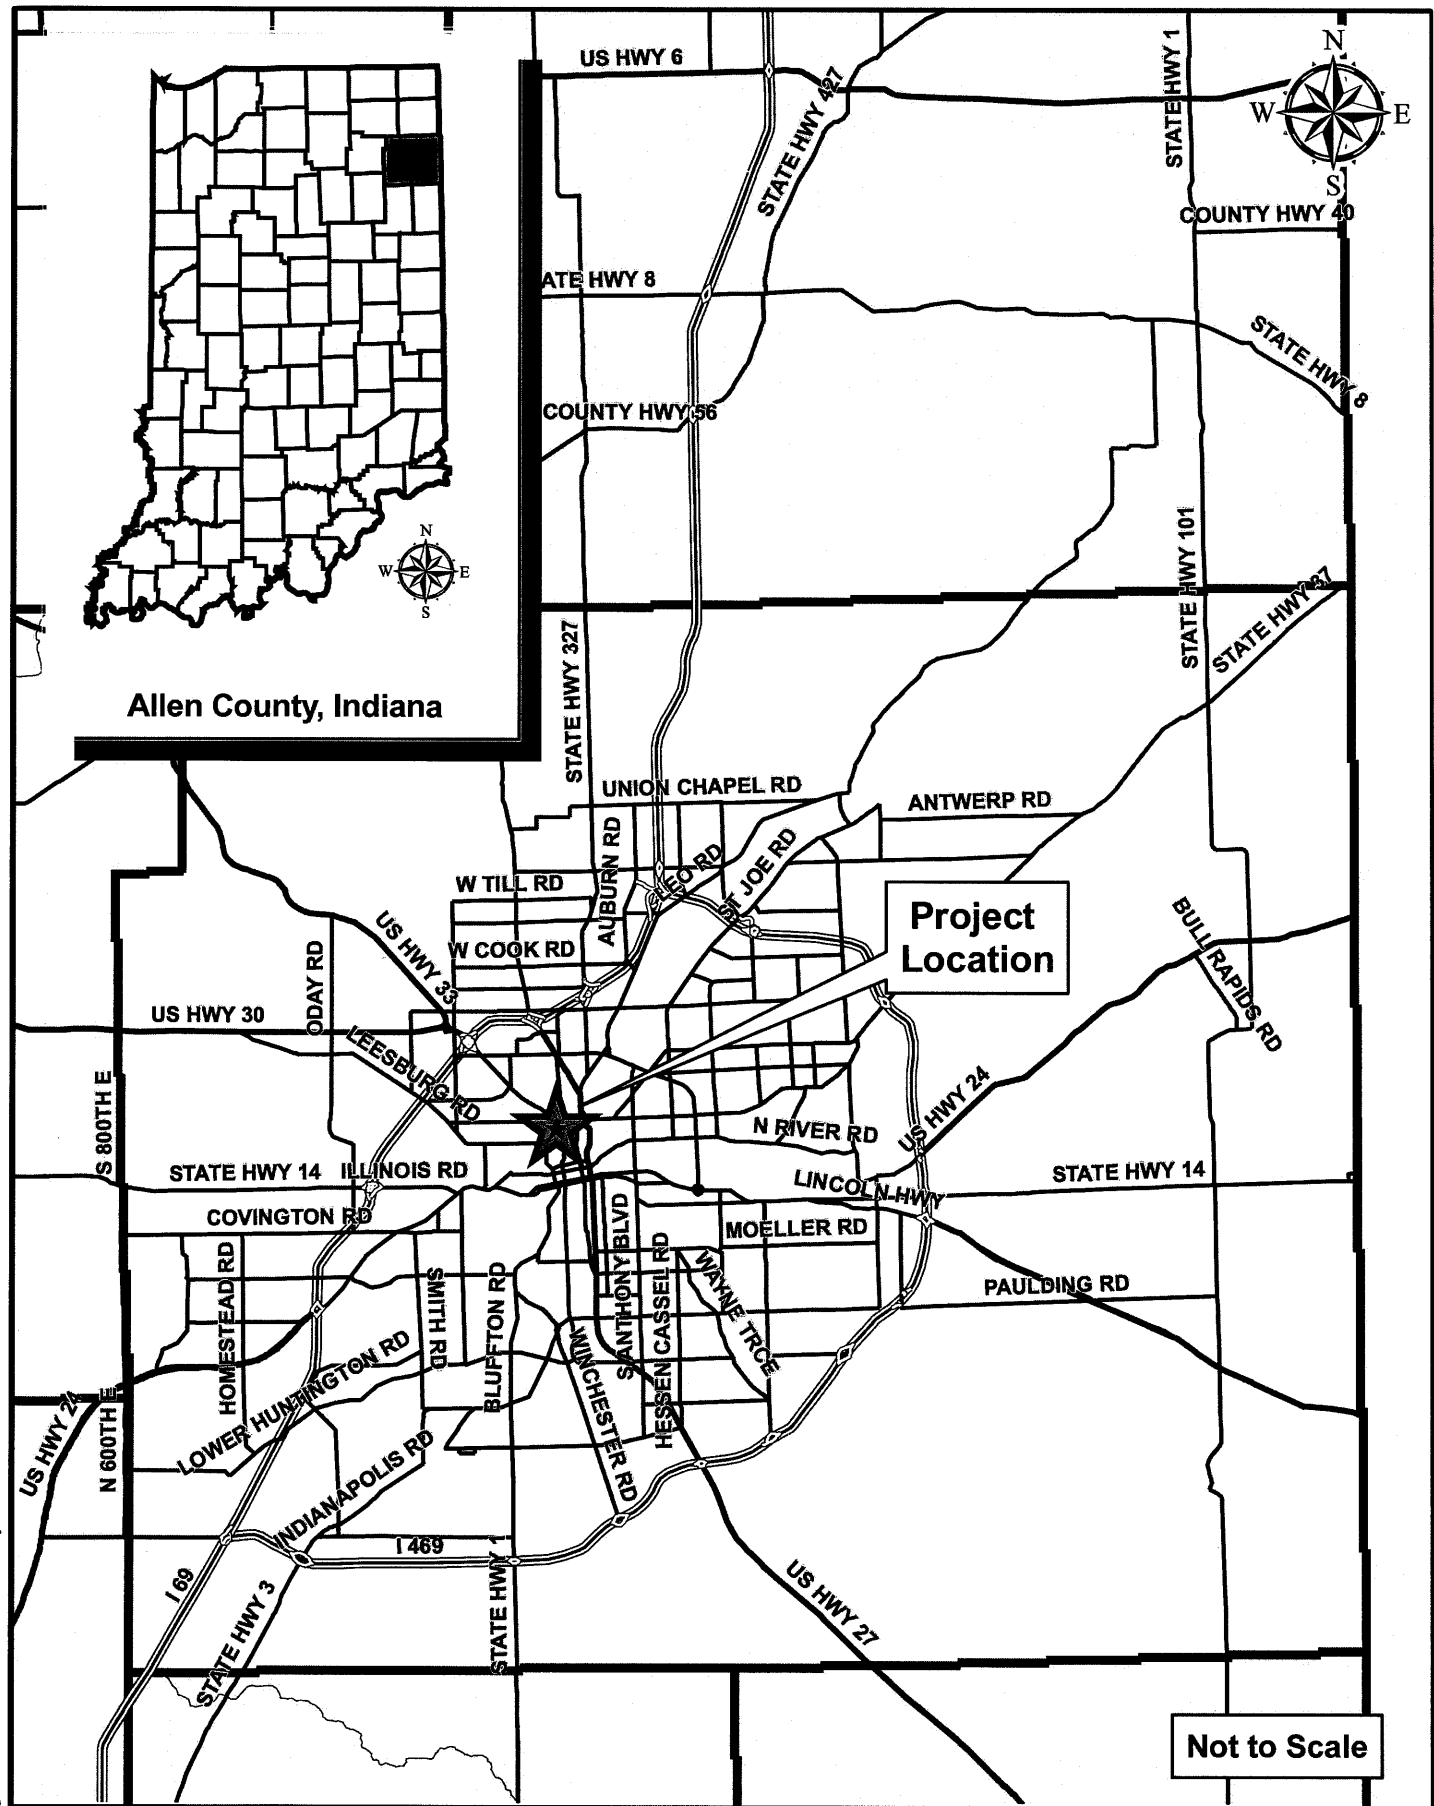 US HWY 6
STATE HWY 427
STATE HWY 1
N
W
E
S
COUNTY HWY 40
ATE HWY 8
STATE HWY 8
COUNTY HWY 56
N
W
E
S
STATE HWY 101
STATE HWY 37
STATE HWY 327
Allen County, Indiana
UNION CHAPEL RD
ANTWERP RD
AUBURN RD
LEO RD
ST JOE RD
W TILL RD
Project
Location
BULL RAPIDS RD
US HWY 33
W COOK RD
ODAY RD
US HWY 30
LEESBURG RD
S 800TH E
US HWY 24
N RIVER RD
STATE HWY 14
ILLINOIS RD
LINCOLN HWY
STATE HWY 14
COVINGTON RD
MOELLER RD
S ANTHONY BLVD
HESSEN CASSEL RD
WAYNE TRCE
PAULDING RD
HOMESTEAD RD
SMITH RD
BLUFFTON RD
WINCHESTER RD
LOWER HUNTINGTON RD
US HWY 24
N 600TH E
INDIANAPOLIS RD
I 469
I 69
STATE HWY 3
STATE HWY 1
US HWY 27
Not to Scale